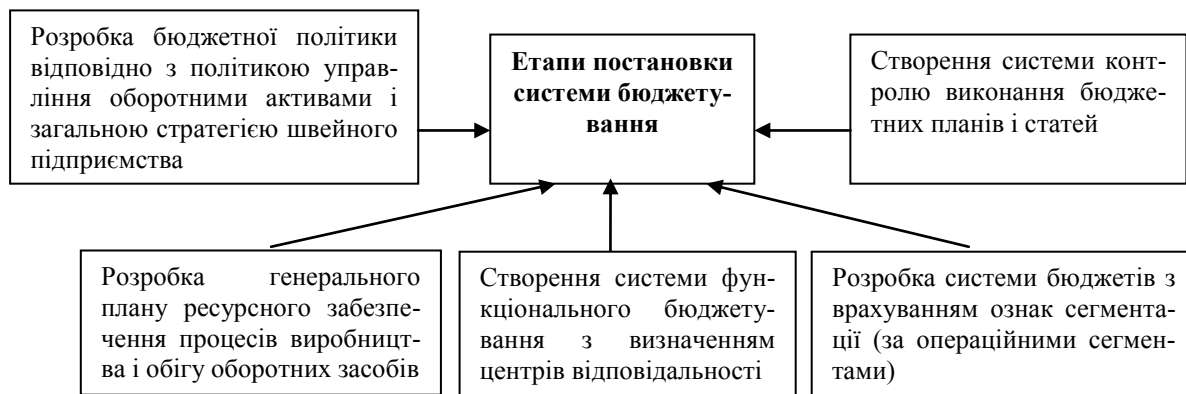 Розробка бюджетної політики
відповідно з політикою управ-
ління оборотними активами і
загальною стратегією швейного
підприємства
Етапи постановки
системи бюджету-
вання
Створення системи конт-
ролю виконання бюдже-
тних планів і статей
Розробка генерального
плану ресурсного забезпе-
чення процесів виробницт-
ва і обігу оборотних засобів
Створення системи фун-
кціонального бюджету-
вання з визначенням
центрів відповідальності
Розробка системи бюджетів з
врахуванням ознак сегмента-
ції (за операційними сегмен-
тами)